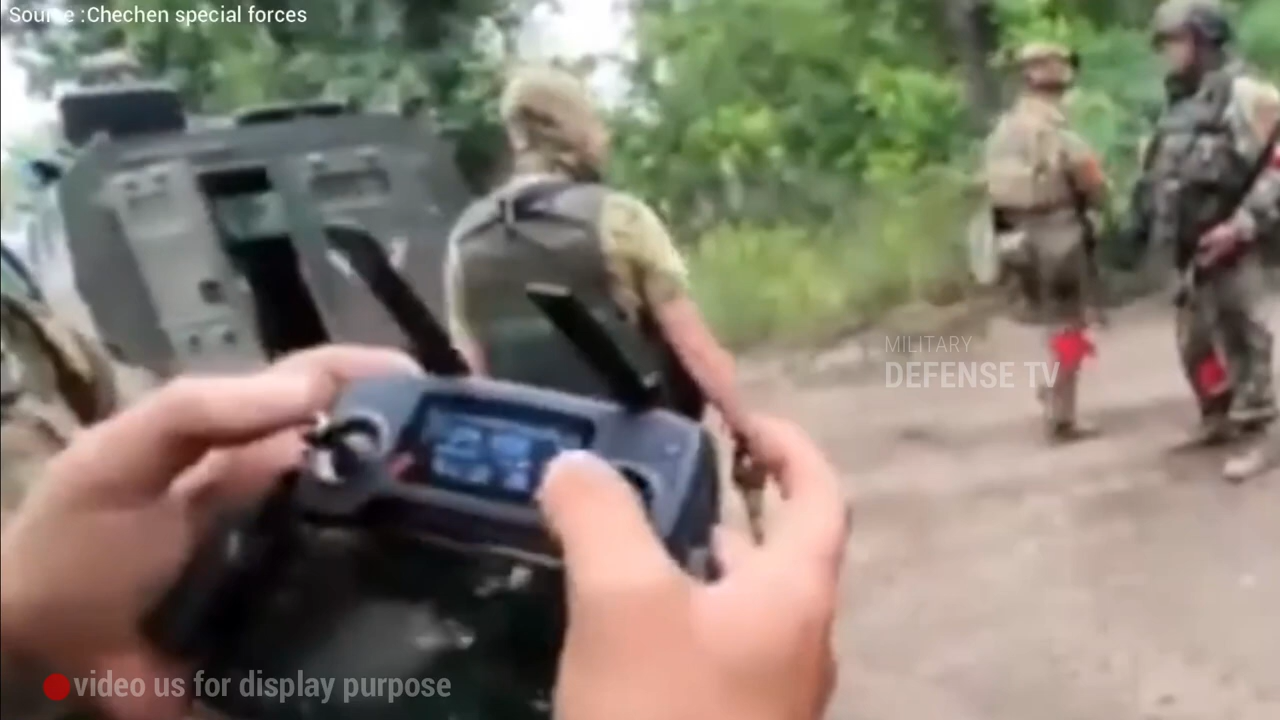 Source :Chechen special forces
MILITARY
DEFENSE TV
video us for display purpose